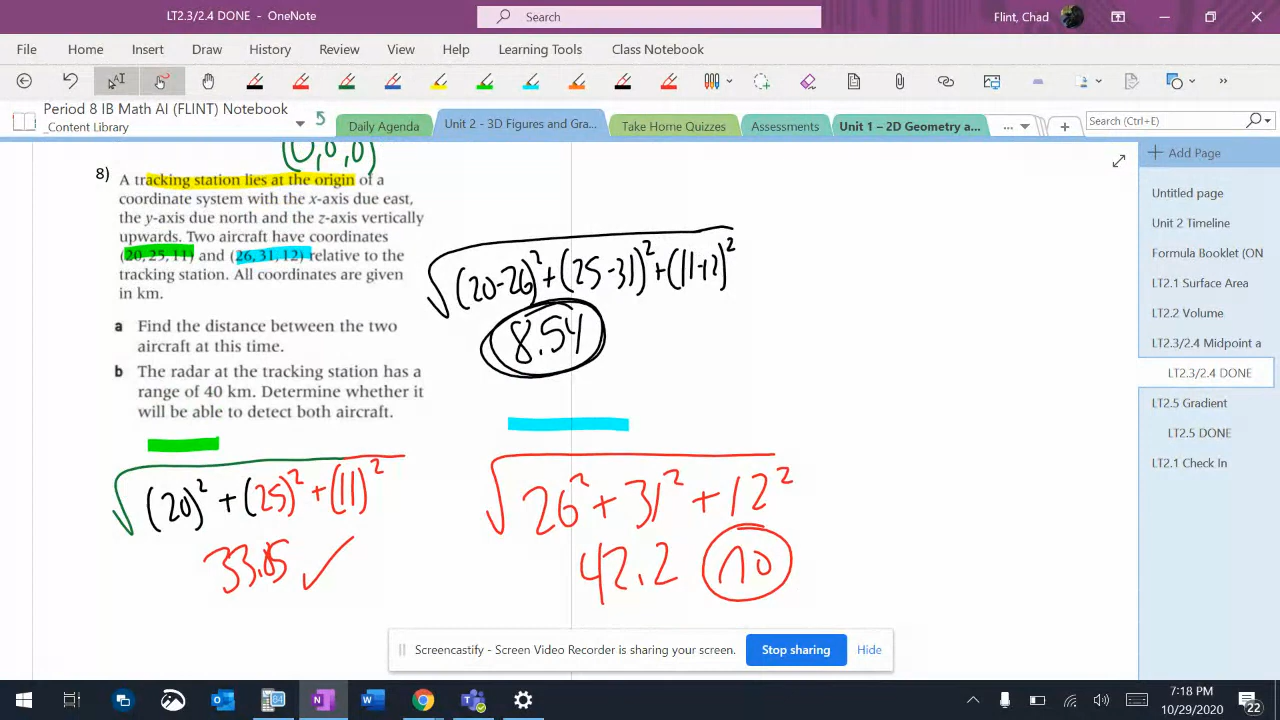 LT2.3/2.4 DONE - OneNote
Search
Flint, Chad
File Home Insert Draw History Review View Help Learning Tools Class Notebook
Period 8 IB Math AI (FLINT) Notebook
_Content Library
Daily Agenda
Unit 2 - 3D Figures and Gra...
Take Home Quizzes
Assessments
Unit 1 – 2D Geometry a...
Search (Ctrl+E)
Add Page
Untitled page
Unit 2 Timeline
Formula Booklet (ON
LT2.1 Surface Area
LT2.2 Volume
LT2.3/2.4 Midpoint a
LT2.3/2.4 DONE
LT2.5 Gradient
LT2.5 DONE
LT2.1 Check In
(0,0,0)
8)
A tracking station lies at the origin of a
coordinate system with the x-axis due east,
the y-axis due north and the z-axis vertically
upwards. Two aircraft have coordinates
(20, 25, 11) and (26, 31, 12) relative to the
tracking station. All coordinates are given
in km.
a Find the distance between the two
aircraft at this time.
b The radar at the tracking station has a
range of 40 km. Determine whether it
will be able to detect both aircraft.
√(20-26)²+(25-31)²+(11-12)²
8.54
√(20)²+(25)²+(11)²
33.85 ✓
√26²+31²+12²
42.2 no
Screencastify - Screen Video Recorder is sharing your screen.
Stop sharing
Hide
7:18 PM
10/29/2020
22